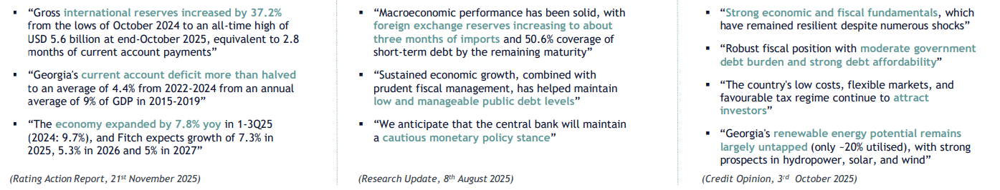 ▪ “Gross international reserves increased by 37.2%
from the lows of October 2024 to an all-time high of
USD 5.6 billion at end-October 2025, equivalent to 2.8
months of current account payments”
▪ “Georgia's current account deficit more than halved
to an average of 4.4% from 2022-2024 from an annual
average of 9% of GDP in 2015-2019”
▪ “The economy expanded by 7.8% yoy in 1-3Q25
(2024: 9.7%), and Fitch expects growth of 7.3% in
2025, 5.3% in 2026 and 5% in 2027”
(Rating Action Report, 21st November 2025)
▪ “Macroeconomic performance has been solid, with
foreign exchange reserves increasing to about
three months of imports and 50.6% coverage of
short-term debt by the remaining maturity”
▪ “Sustained economic growth, combined with
prudent fiscal management, has helped maintain
low and manageable public debt levels”
▪ “We anticipate that the central bank will maintain
a cautious monetary policy stance”
(Research Update, 8th August 2025)
▪ “Strong economic and fiscal fundamentals, which
have remained resilient despite numerous shocks”
▪ “Robust fiscal position with moderate government
debt burden and strong debt affordability”
▪ “The country's low costs, flexible markets, and
favourable tax regime continue to attract
investors”
▪ “Georgia's renewable energy potential remains
largely untapped (only ~20% utilised), with strong
prospects in hydropower, solar, and wind”
(Credit Opinion, 3rd October 2025)